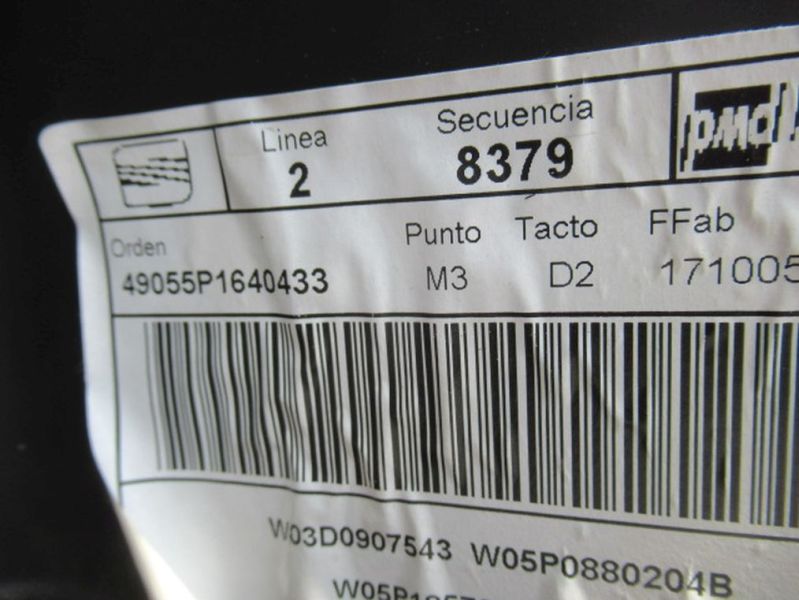 Linea Secuencia
2 8379 pmd
Orden Punto Tacto FFab
49055P1640433 M3 D2 171005
W03D0907543 W05P0880204B